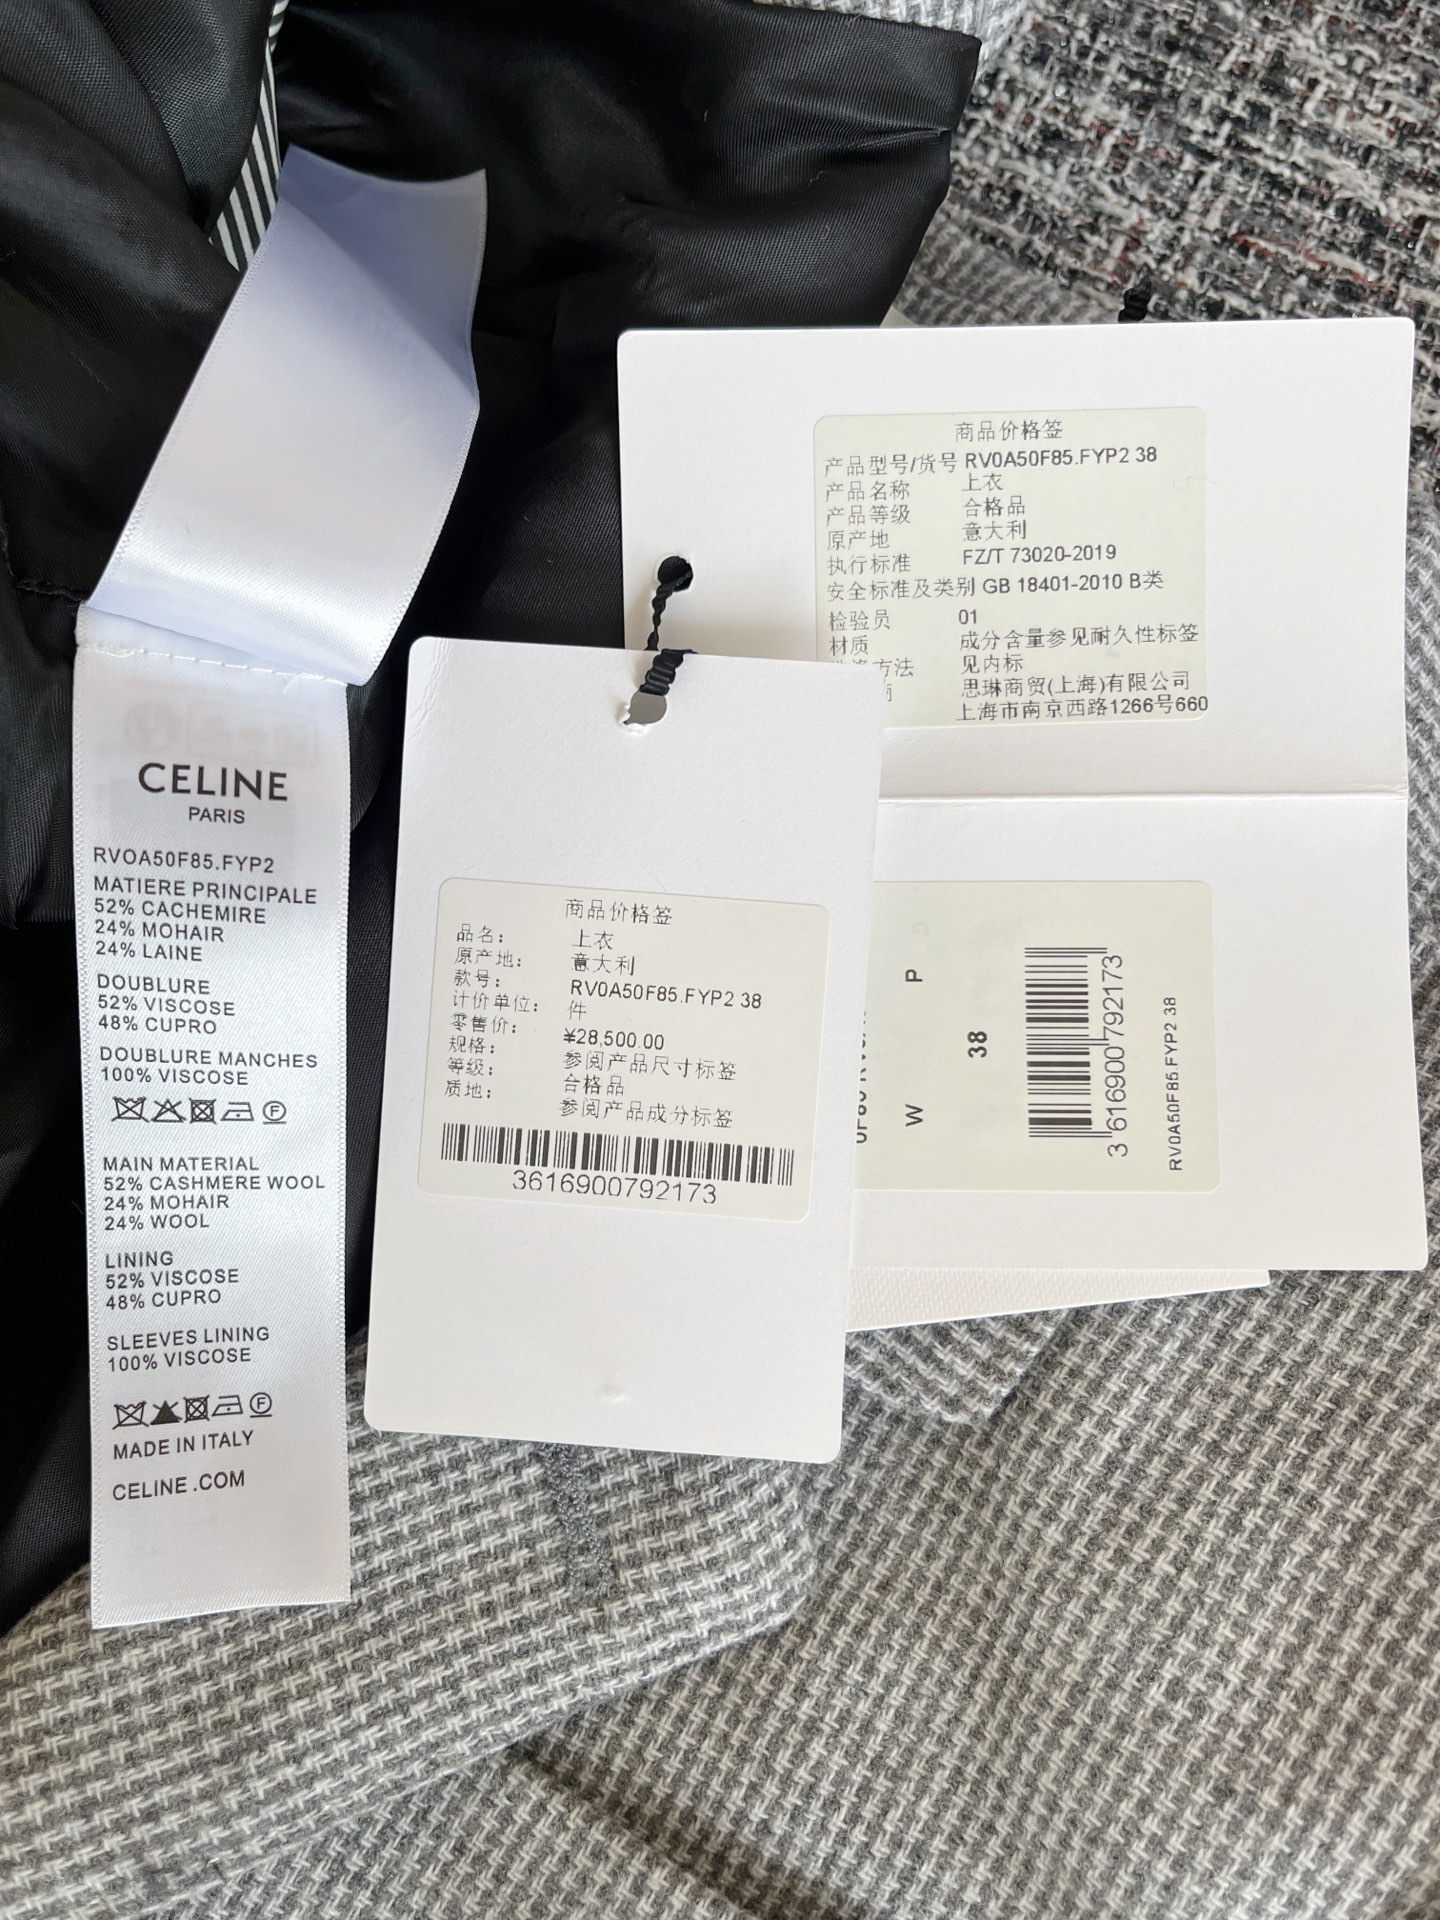 CELINE
PARIS
RVOA50F85.FYP2
MATIERE PRINCIPALE
52% CACHEMIRE
24% MOHAIR
24% LAINE
DOUBLURE
52% VISCOSE
48% CUPRO
DOUBLURE MANCHES
100% VISCOSE
MAIN MATERIAL
52% CASHMERE WOOL
24% MOHAIR
24% WOOL
LINING
52% VISCOSE
48% CUPRO
SLEEVES LINING
100% VISCOSE
MADE IN ITALY
CELINE .COM
商品价格签
品名: 上衣
原产地: 意大利
款号: RV0A50F85.FYP2 38
计价单位: 件
零售价: ¥28,500.00
规格: 参阅产品尺寸标签
等级: 合格品
质地: 参阅产品成分标签
3616900792173
商品价格签
产品型号/货号 RV0A50F85.FYP2 38
产品名称 上衣
产品等级 合格品
原产地 意大利
执行标准 FZ/T 73020-2019
安全标准及类别 GB 18401-2010 B类
检验员 01
材质 成分含量参见耐久性标签
方法 见内标
思琳商贸(上海)有限公司
上海市南京西路1266号660
W P
38
3 616900 792173
RV0A50F85.FYP2 38